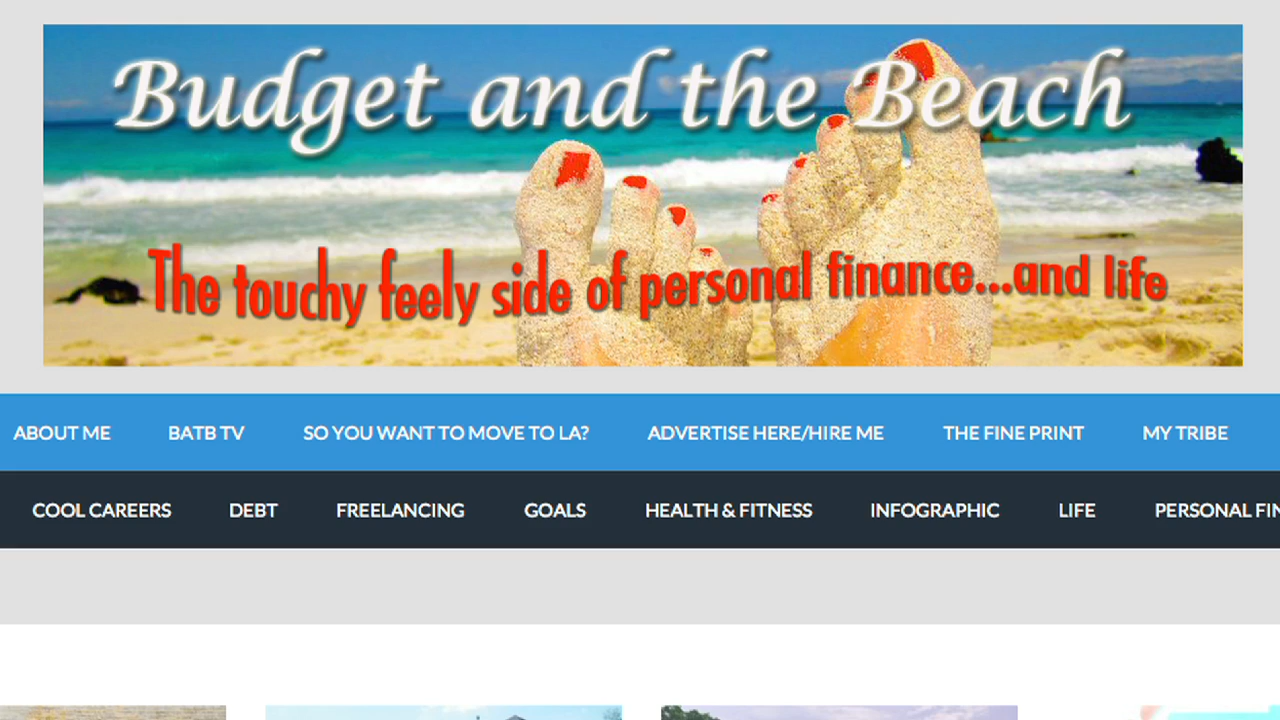 Budget and the Beach
The touchy feely side of personal finance...and life
ABOUT ME BATB TV SO YOU WANT TO MOVE TO LA? ADVERTISE HERE/HIRE ME THE FINE PRINT MY TRIBE
COOL CAREERS DEBT FREELANCING GOALS HEALTH & FITNESS INFOGRAPHIC LIFE PERSONAL FIN